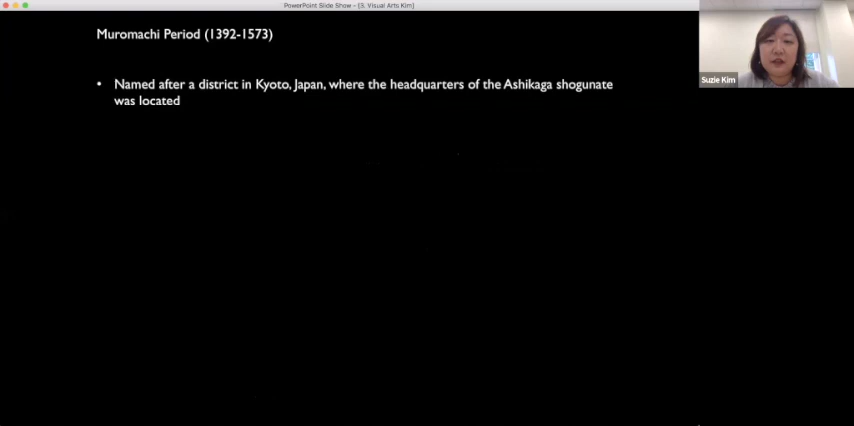 PowerPoint Slide Show - [3. Visual Arts Kim]
Muromachi Period (1392-1573)
• Named after a district in Kyoto, Japan, where the headquarters of the Ashikaga shogunate
was located
Suzie Kim